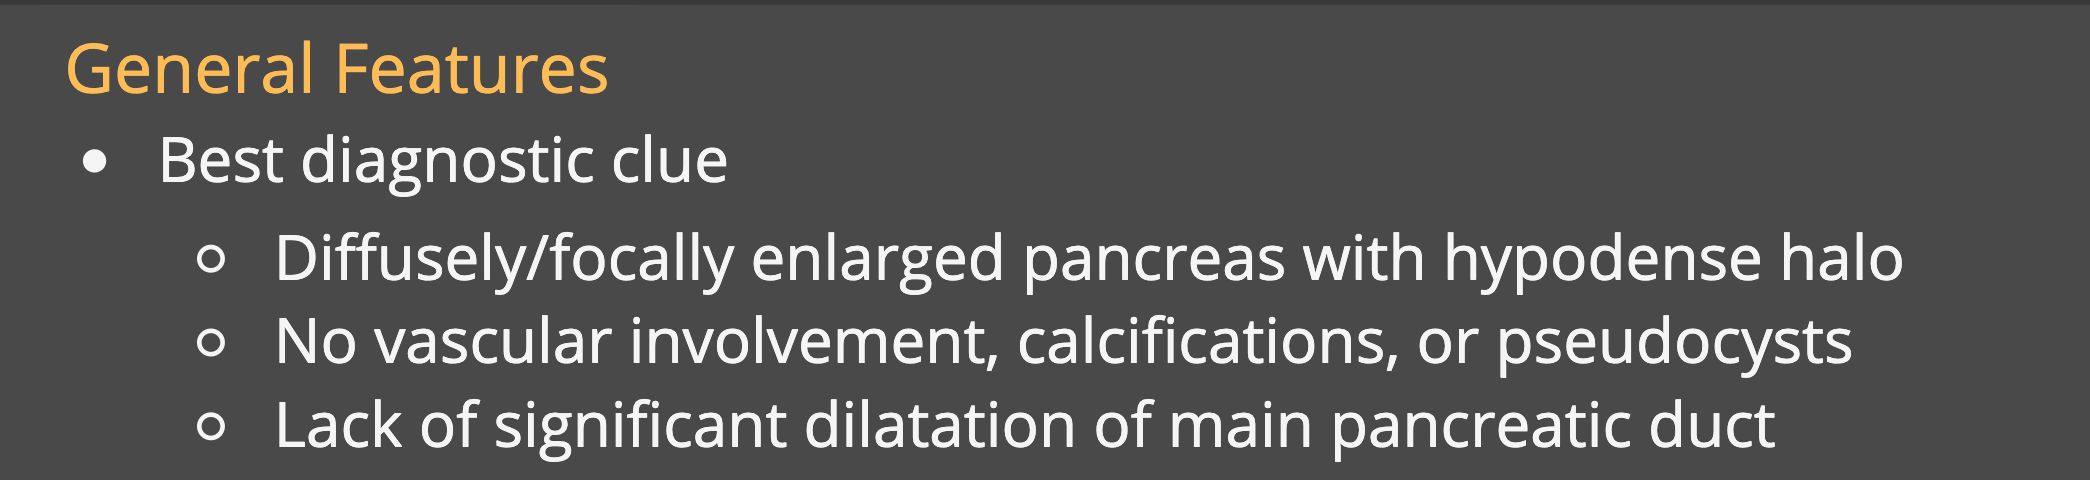 General Features
• Best diagnostic clue
○ Diffusely/focally enlarged pancreas with hypodense halo
○ No vascular involvement, calcifications, or pseudocysts
○ Lack of significant dilatation of main pancreatic duct